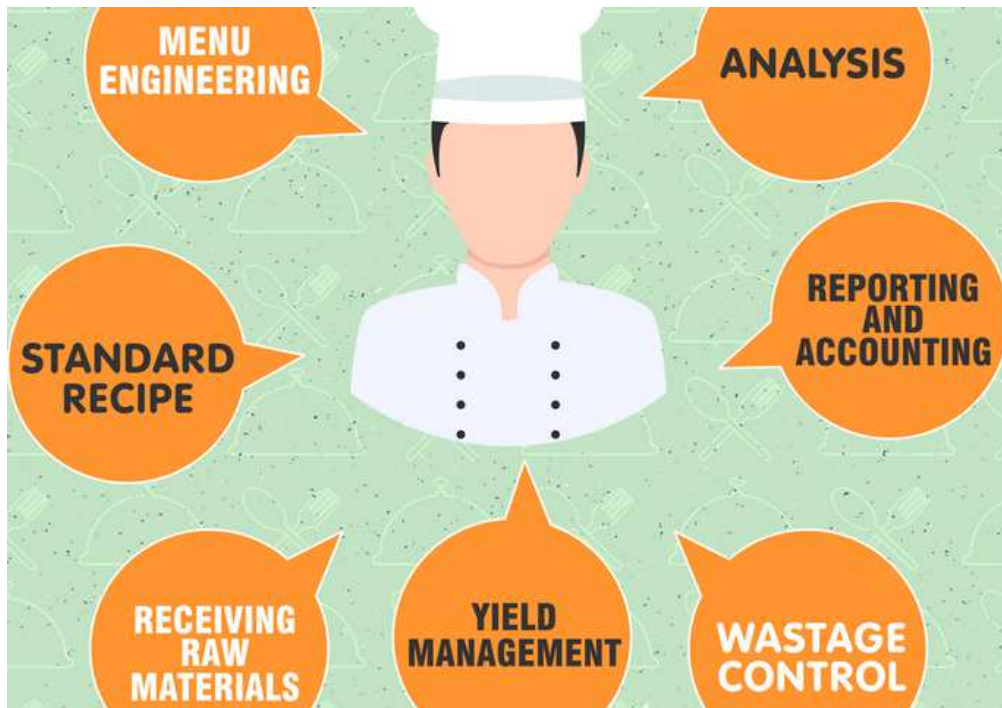 MENU
ENGINEERING
ANALYSIS
STANDARD
RECIPE
REPORTING
AND
ACCOUNTING
RECEIVING
RAW
MATERIALS
YIELD
MANAGEMENT
WASTAGE
CONTROL